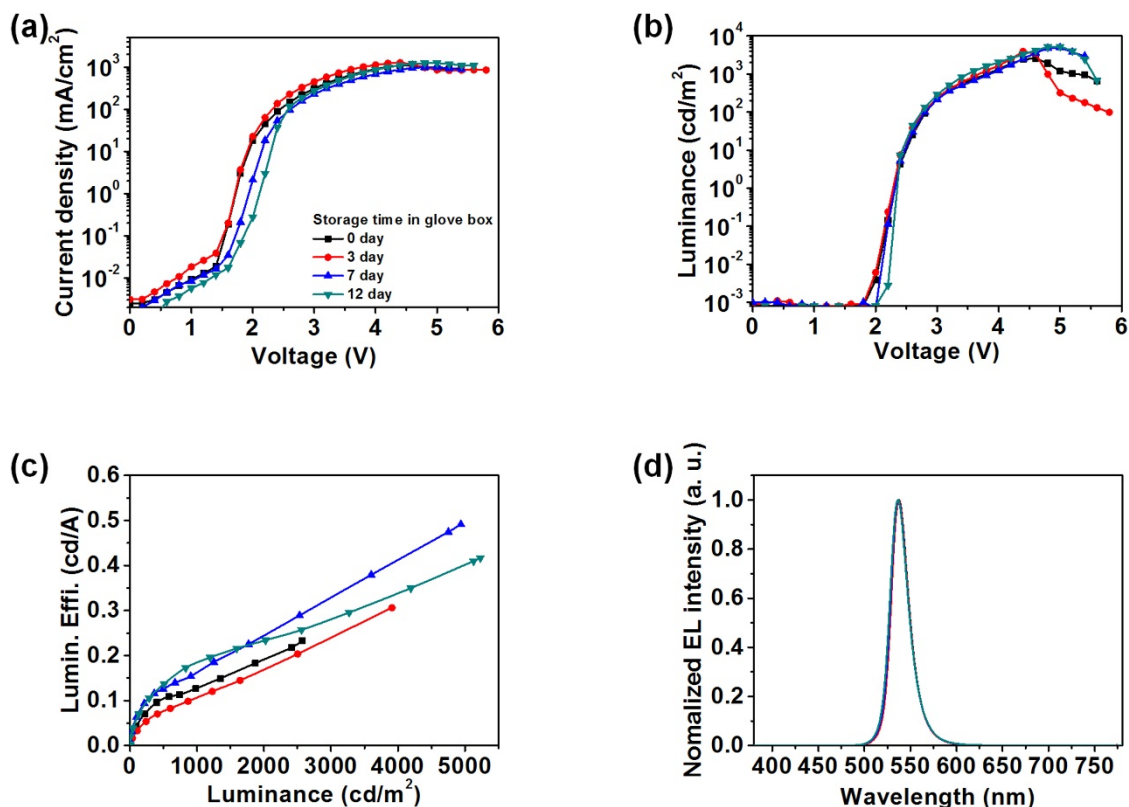 (a)
Current density (mA/cm²)
10³
10²
10¹
10⁰
10⁻¹
10⁻²
Storage time in glove box
0 day
3 day
7 day
12 day
0 1 2 3 4 5 6
Voltage (V)
(b)
Luminance (cd/m²)
10⁴
10³
10²
10¹
10⁰
10⁻¹
10⁻²
10⁻³
0 1 2 3 4 5 6
Voltage (V)
(c)
Lumin. Effi. (cd/A)
0.6
0.5
0.4
0.3
0.2
0.1
0.0
0 1000 2000 3000 4000 5000
Luminance (cd/m²)
(d)
Nomalized EL intensity (a. u.)
1.0
0.8
0.6
0.4
0.2
0.0
400 450 500 550 600 650 700 750
Wavelength (nm)